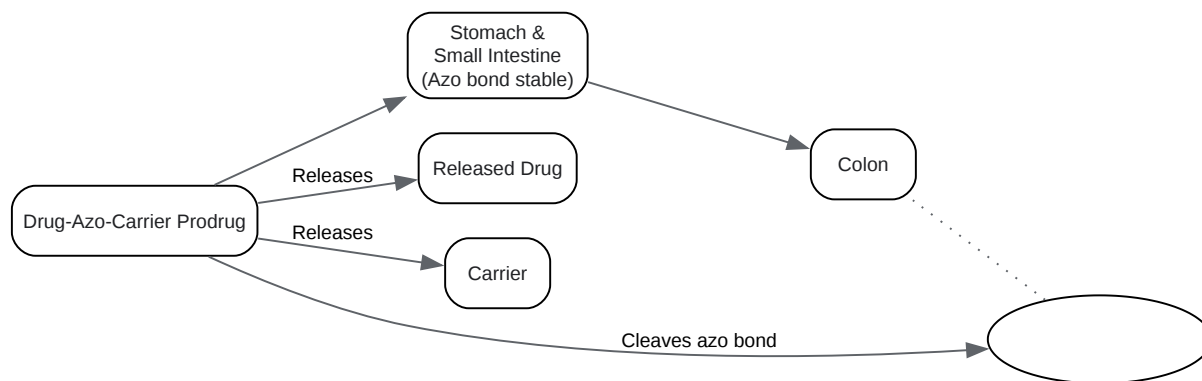 Stomach &
Small Intestine
(Azo bond stable)
Releases
Released Drug
Colon
Drug-Azo-Carrier Prodrug
Releases
Carrier
Cleaves azo bond